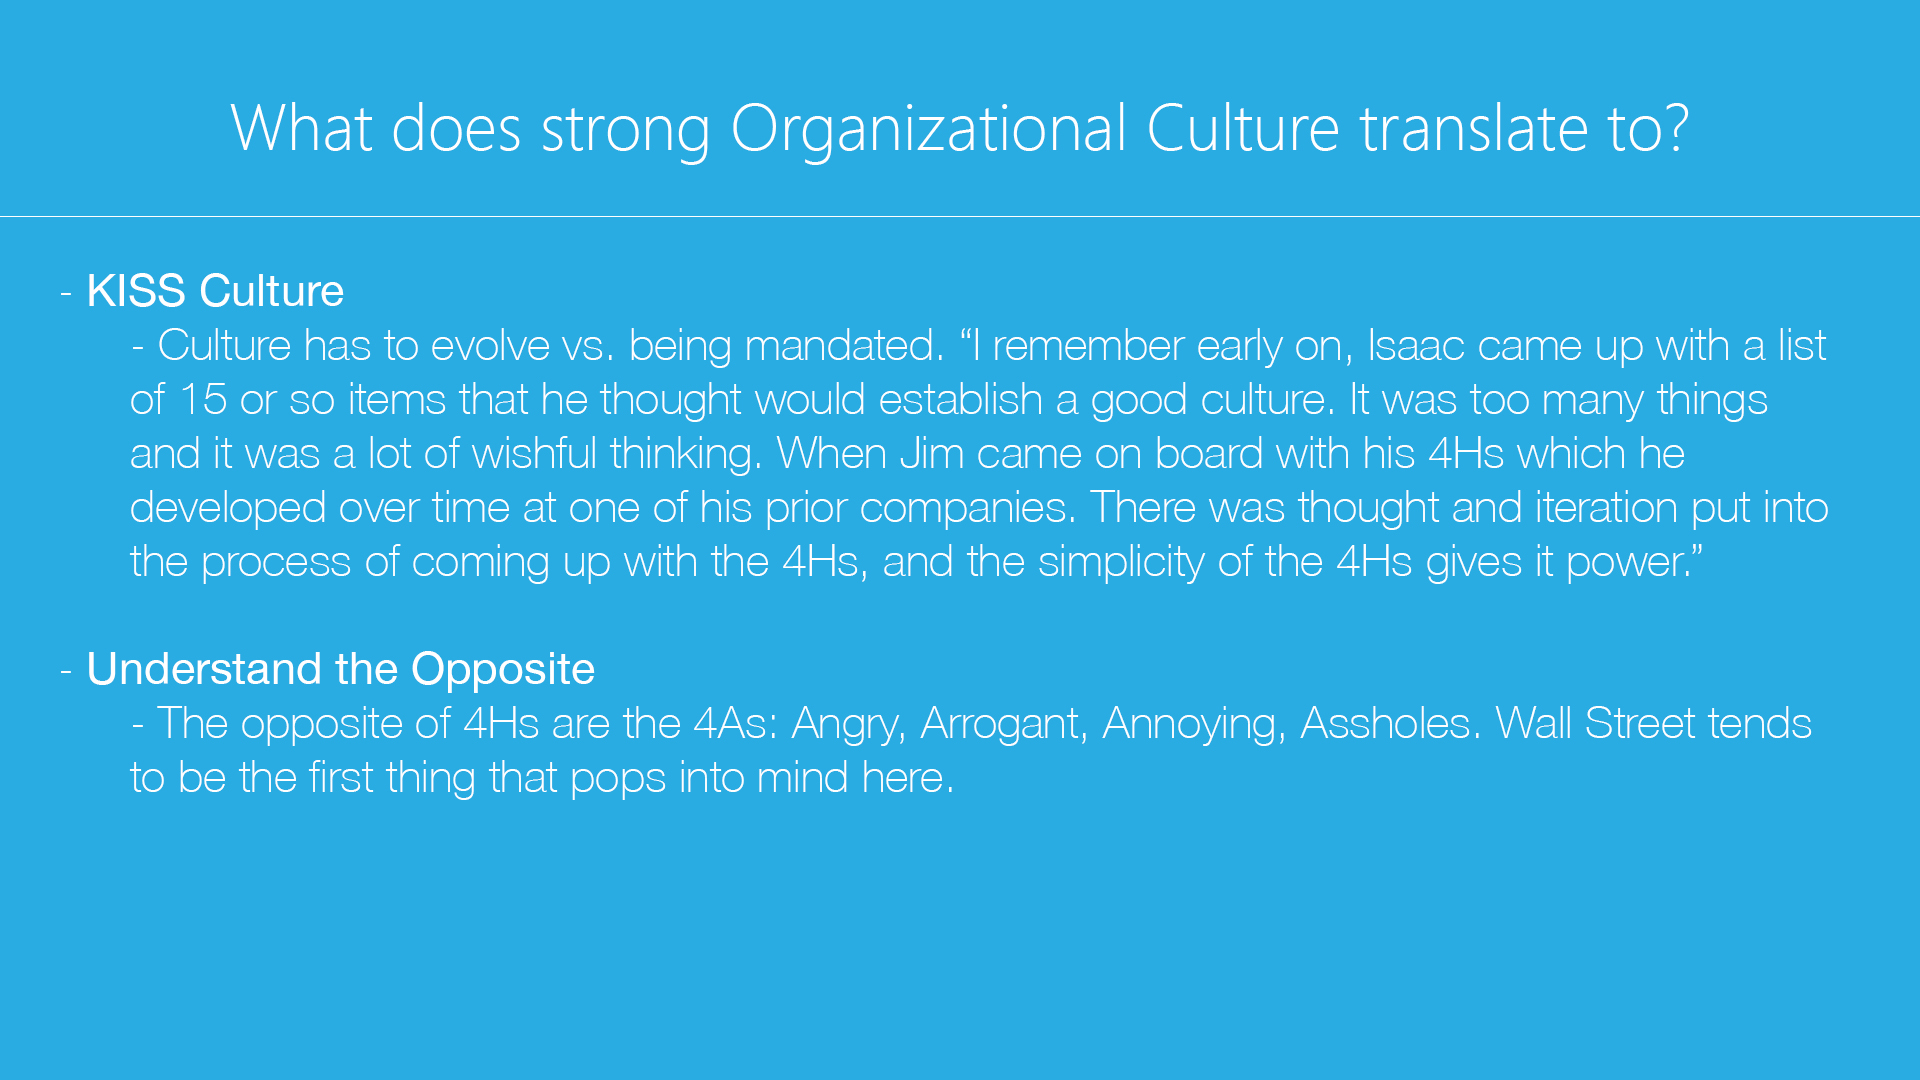 What does strong Organizational Culture translate to?
- KISS Culture
- Culture has to evolve vs. being mandated. “I remember early on, Isaac came up with a list
of 15 or so items that he thought would establish a good culture. It was too many things
and it was a lot of wishful thinking. When Jim came on board with his 4Hs which he
developed over time at one of his prior companies. There was thought and iteration put into
the process of coming up with the 4Hs, and the simplicity of the 4Hs gives it power.”
- Understand the Opposite
- The opposite of 4Hs are the 4As: Angry, Arrogant, Annoying, Assholes. Wall Street tends
to be the first thing that pops into mind here.